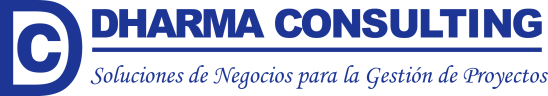 DC DHARMA CONSULTING
Soluciones de Negocios para la Gestión de Proyectos